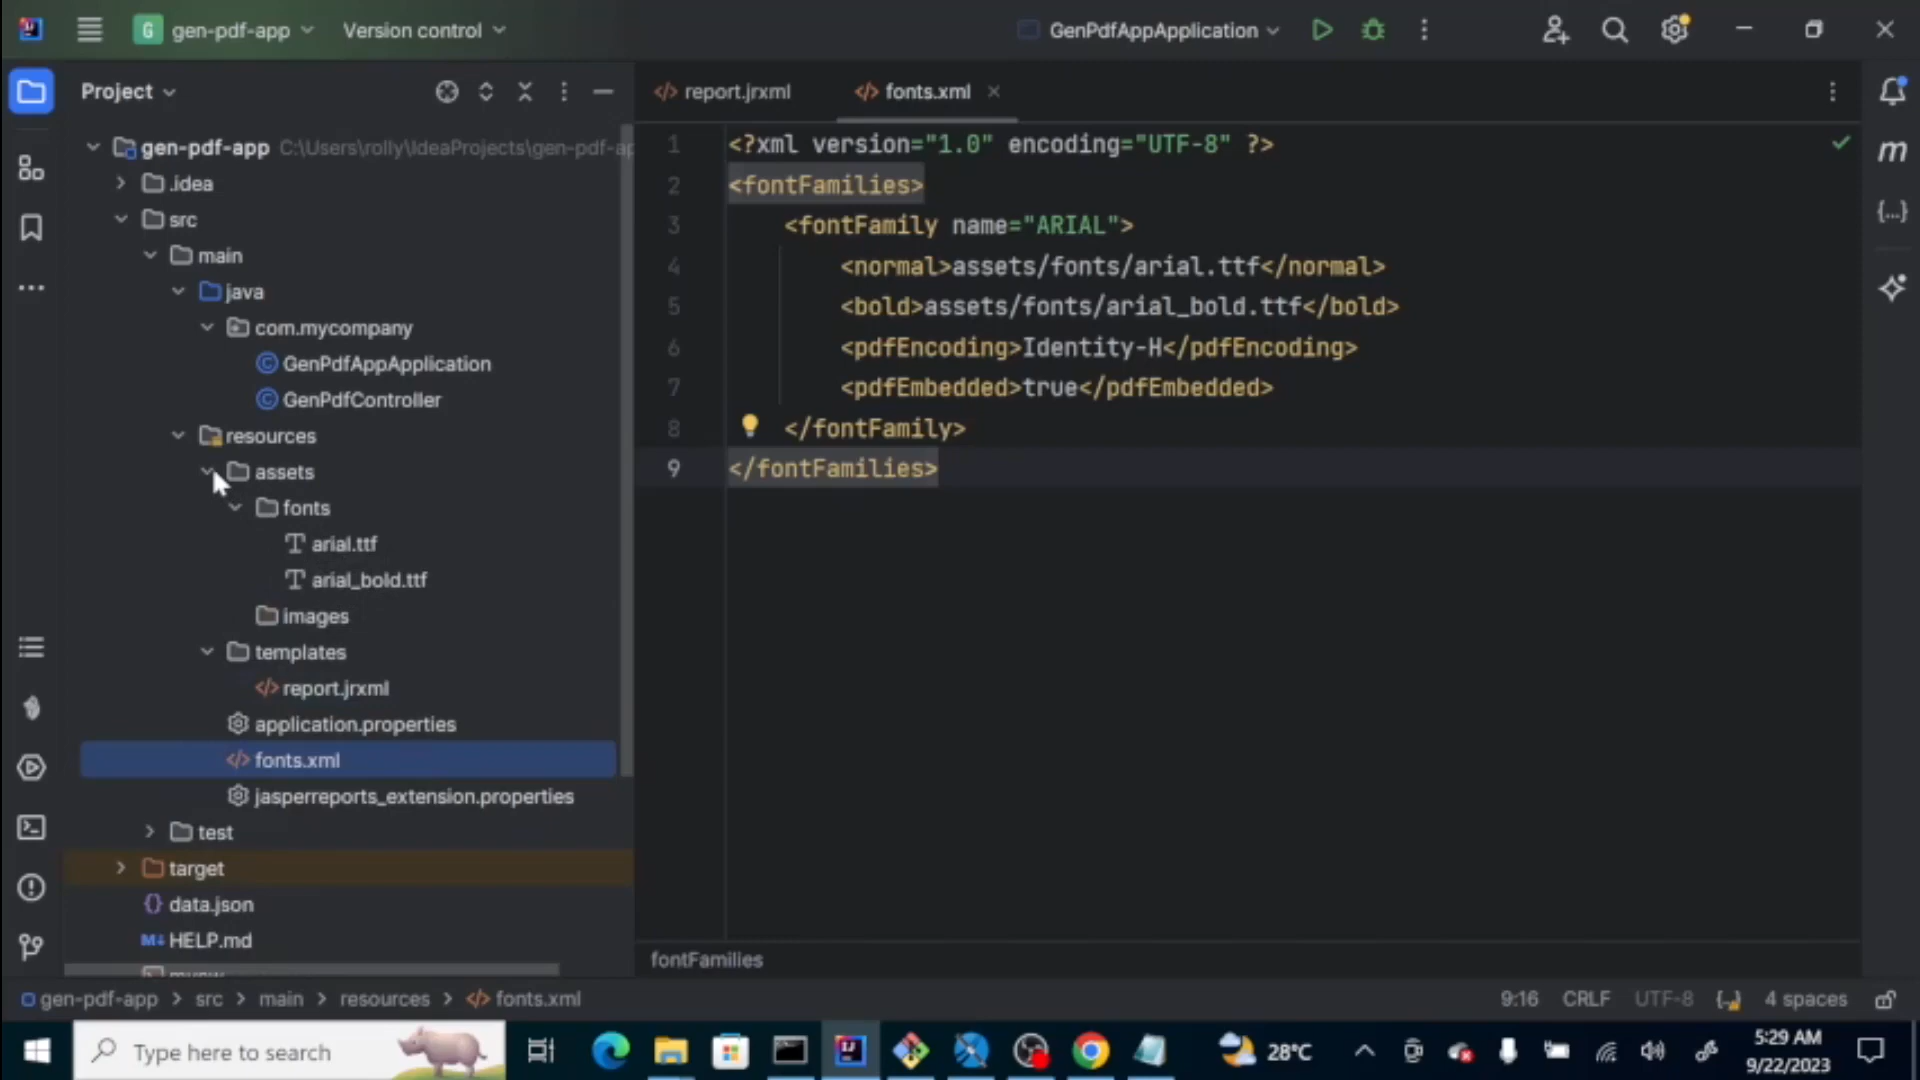 G gen-pdf-app Version control GenPdfAppApplication
Project
gen-pdf-app C:\Users\rolly\IdeaProjects\gen-pdf-ap
.idea
src
main
java
com.mycompany
GenPdfAppApplication
GenPdfController
resources
assets
fonts
arial.ttf
arial_bold.ttf
images
templates
report.jrxml
application.properties
fonts.xml
jasperreports_extension.properties
test
target
data.json
HELP.md
report.jrxml fonts.xml
1 <?xml version="1.0" encoding="UTF-8" ?>
2 <fontFamilies>
3 <fontFamily name="ARIAL">
4 <normal>assets/fonts/arial.ttf</normal>
5 <bold>assets/fonts/arial_bold.ttf</bold>
6 <pdfEncoding>Identity-H</pdfEncoding>
7 <pdfEmbedded>true</pdfEmbedded>
8 </fontFamily>
9 </fontFamilies>
fontFamilies
gen-pdf-app > src > main > resources > fonts.xml 9:16 CRLF UTF-8 4 spaces
Type here to search 28°C 5:29 AM
9/22/2023